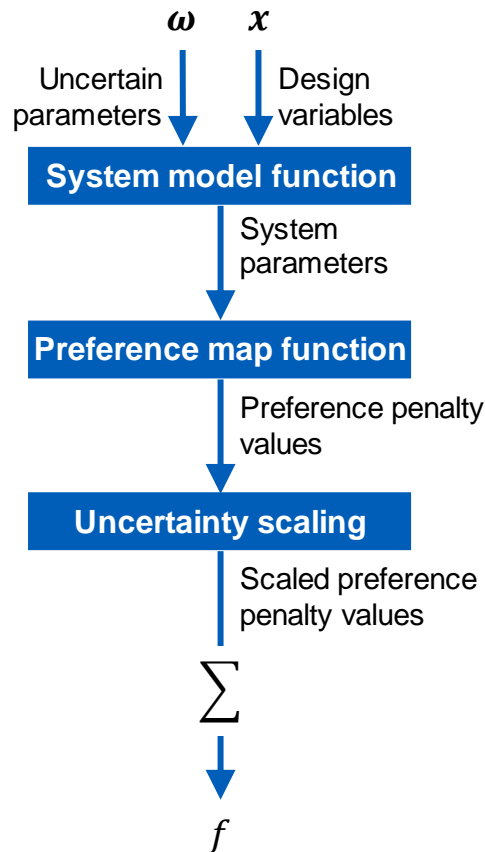 ω x
Uncertain Design
parameters variables
System model function
System
parameters
Preference map function
Preference penalty
values
Uncertainty scaling
Scaled preference
penalty values
∑
f